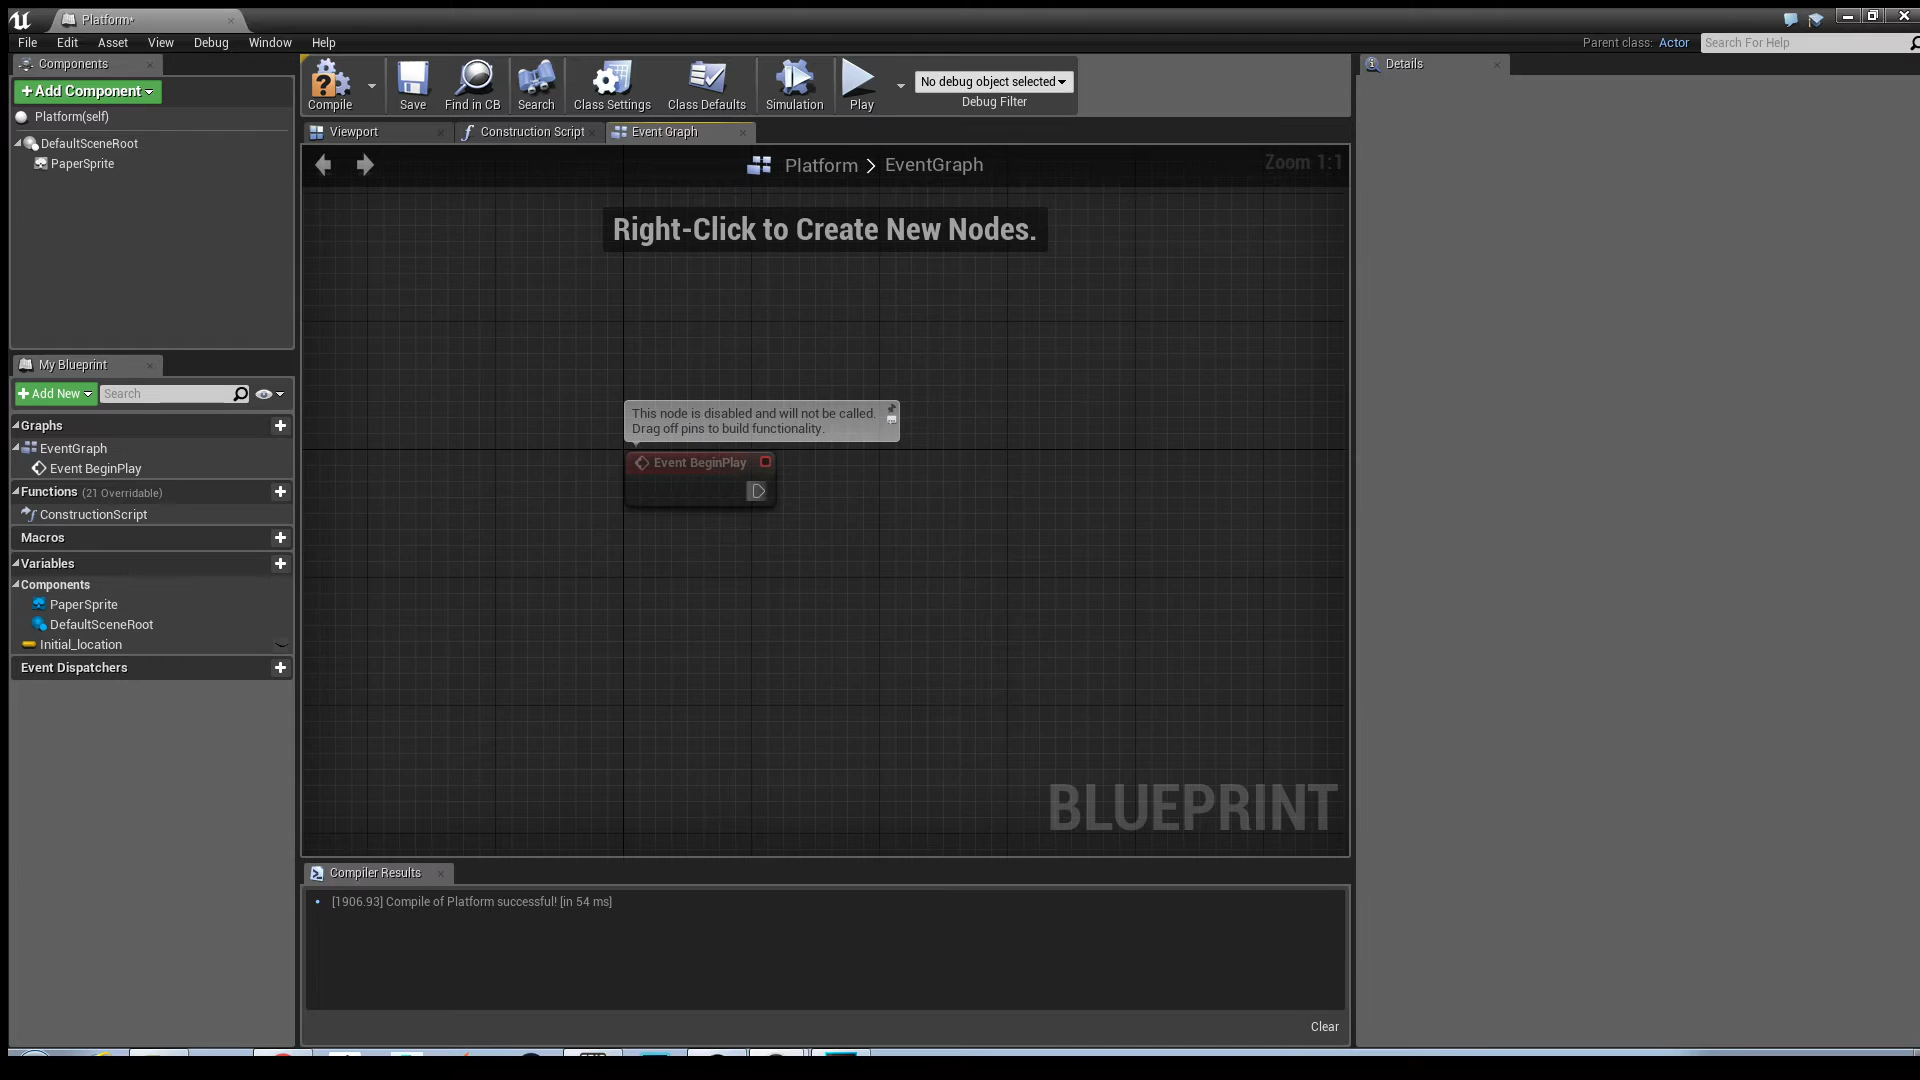 Platform*
File Edit Asset View Debug Window Help
Parent class: Actor Search For Help
Components
+Add Component
Platform(self)
DefaultSceneRoot
PaperSprite
Compile Save Find in CB Search Class Settings Class Defaults Simulation Play
No debug object selected
Debug Filter
Details
Viewport Construction Script Event Graph
Platform > EventGraph
Zoom 1:1
Right-Click to Create New Nodes.
This node is disabled and will not be called.
Drag off pins to build functionality.
Event BeginPlay
BLUEPRINT
My Blueprint
+Add New Search
Graphs
EventGraph
Event BeginPlay
Functions (21 Overridable)
ConstructionScript
Macros
Variables
Components
PaperSprite
DefaultSceneRoot
Initial_location
Event Dispatchers
Compiler Results
[1906.93] Compile of Platform successful! [in 54 ms]
Clear